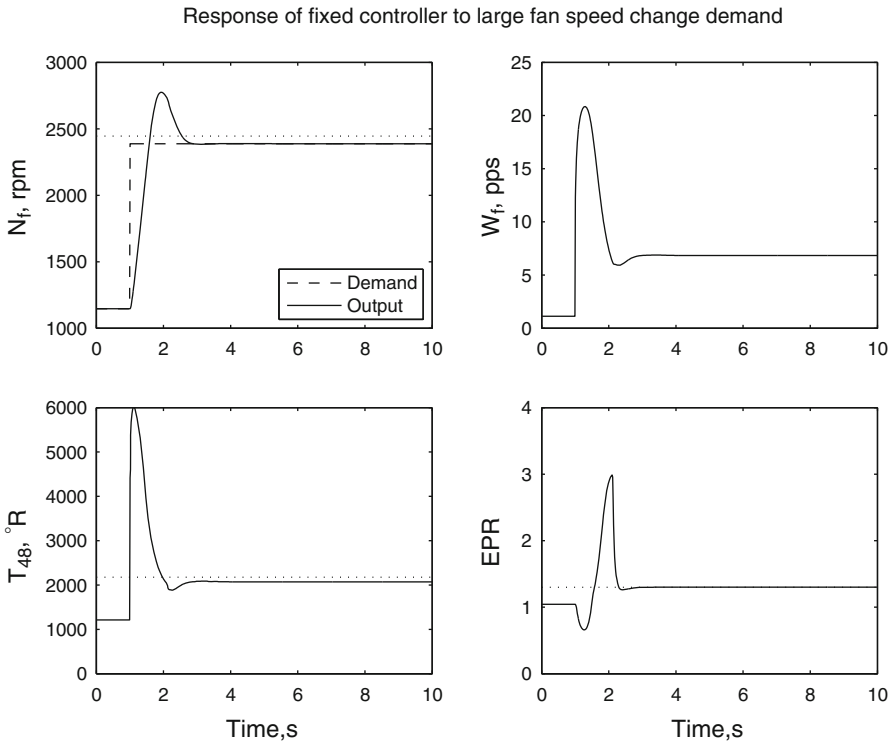 Response of fixed controller to large fan speed change demand
3000
2500
2000
1500
1000
N_f, rpm
Demand
Output
0 2 4 6 8 10
25
20
15
10
5
0
W_f, pps
0 2 4 6 8 10
6000
5000
4000
3000
2000
1000
0
T_48, °R
0 2 4 6 8 10
Time,s
4
3
2
1
0
EPR
0 2 4 6 8 10
Time,s